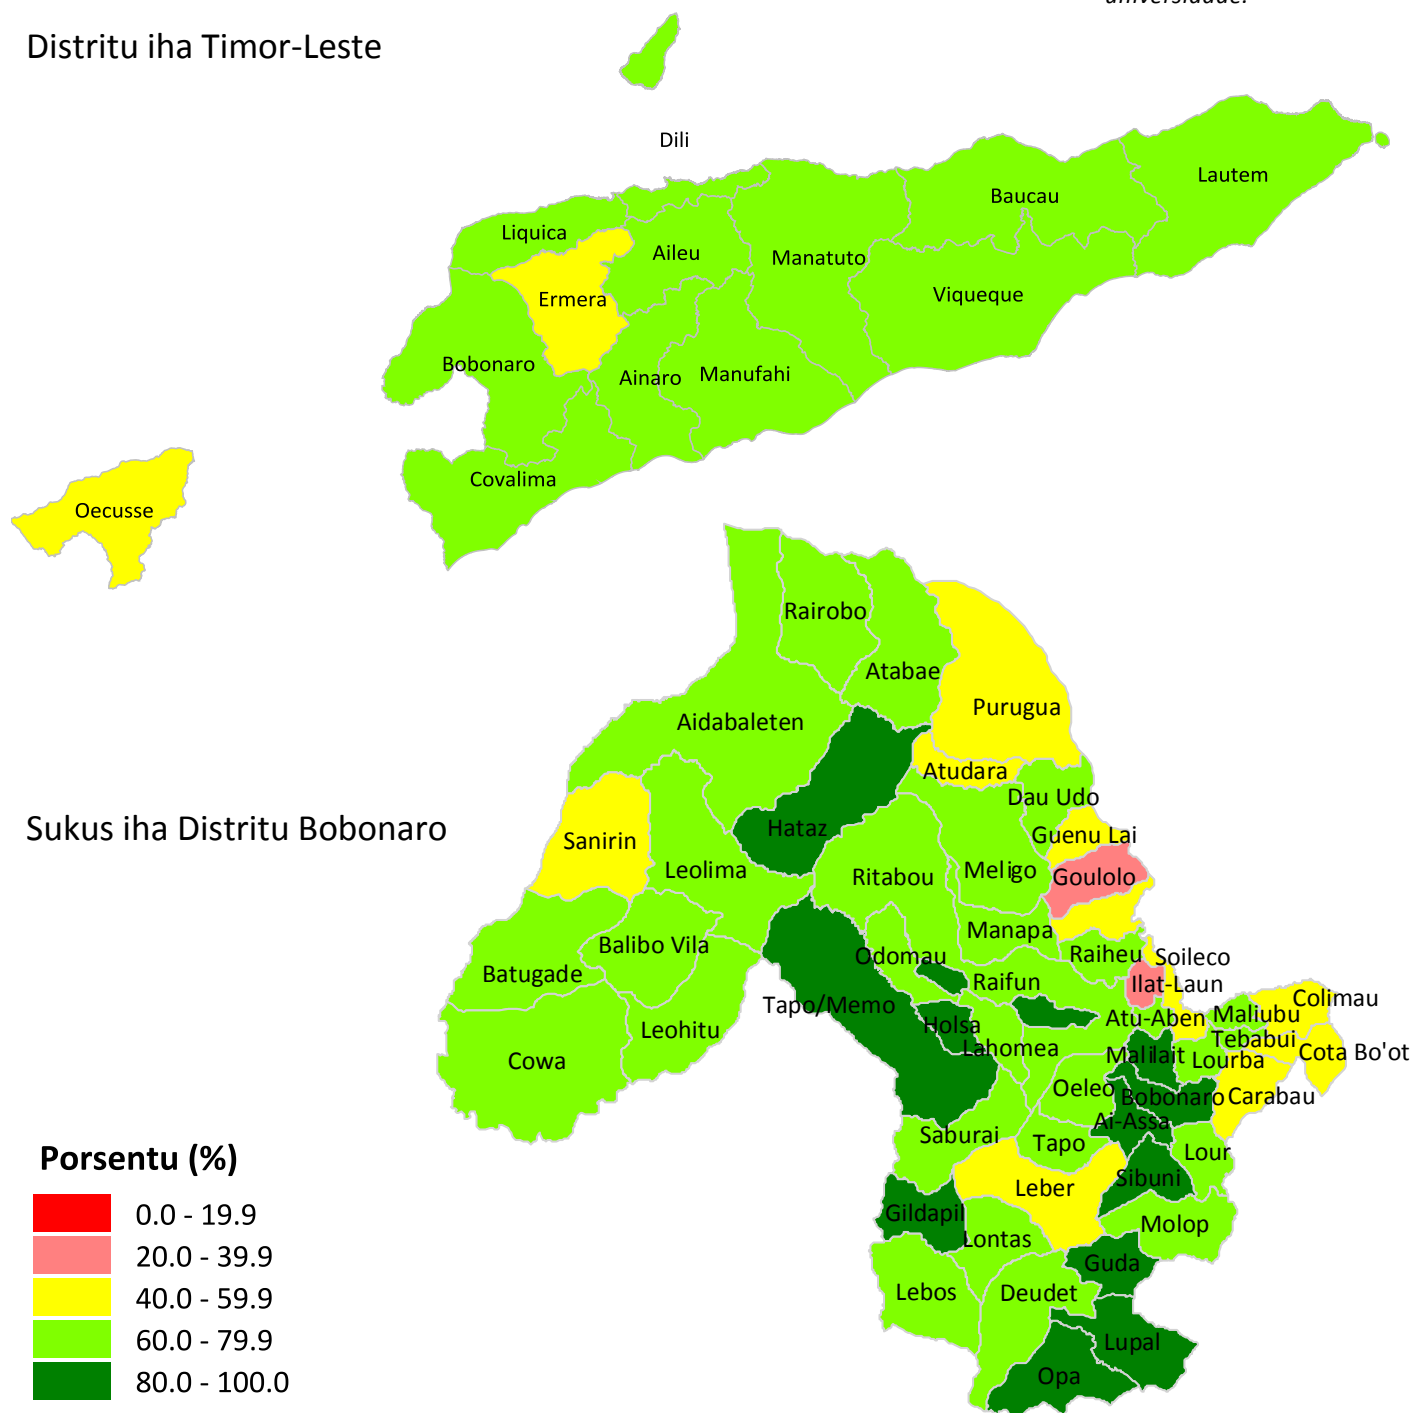 universidade.
Distritu iha Timor-Leste
Dili
Lautem
Baucau
Liquica
Aileu
Manatuto
Viqueque
Ermera
Bobonaro
Ainaro
Manufahi
Covalima
Oecusse
Rairobo
Atabae
Purugua
Aidabaleten
Atudara
Dau Udo
Sukus iha Distritu Bobonaro
Hataz
Guenu Lai
Sanirin
Leolima
Ritabou
Meligo
Goulolo
Manapa
Balibo Vila
Odomau
Raiheu
Soileco
Batugade
Raifun
Ilat-Laun
Colimau
Tapo/Memo
Holsa
Atu-Aben
Maliubu
Leohitu
Lahomea
Tebabui
Cowa
Malilait
Lourba
Cota Bo'ot
Oeleo
Bobonaro
Carabau
Ai-Assa
Saburai
Tapo
Lour
Porsentu (%)
Leber
Sibuni
0.0 - 19.9
Gildapil
Molop
Lontas
20.0 - 39.9
Guda
Lebos
Deudet
40.0 - 59.9
60.0 - 79.9
Lupal
Opa
80.0 - 100.0